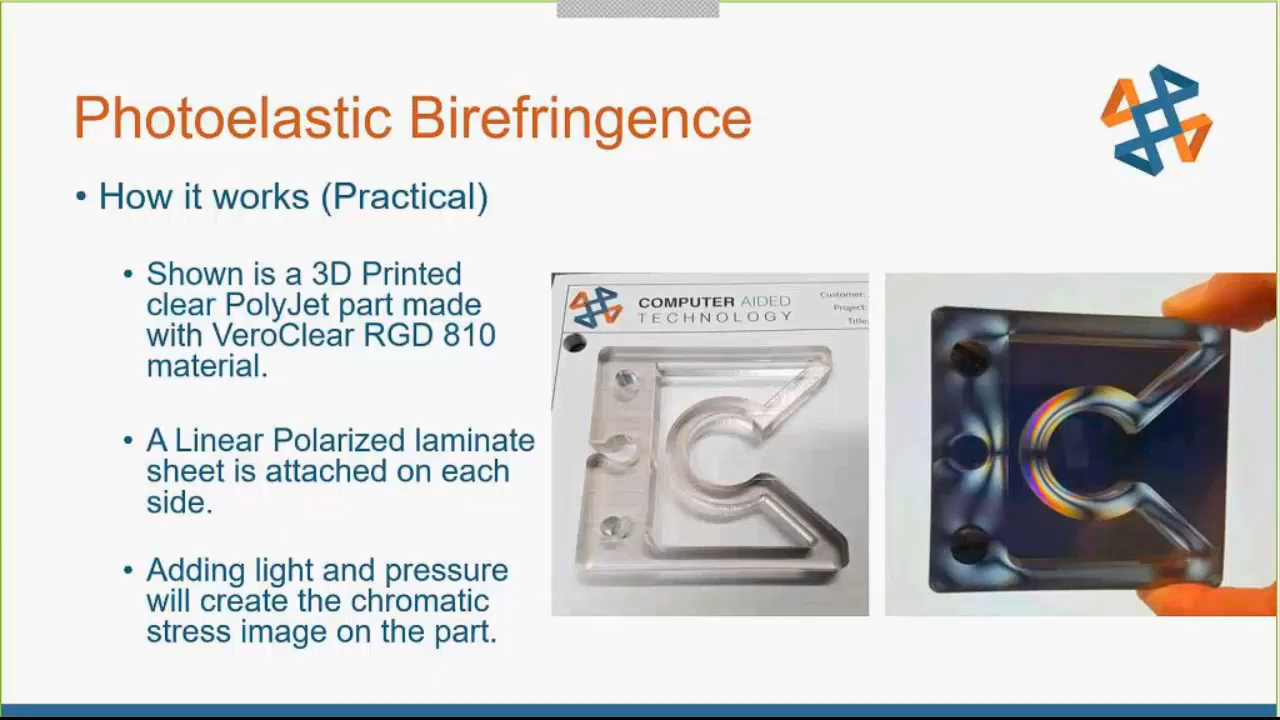 Photoelastic Birefringence
• How it works (Practical)
• Shown is a 3D Printed
clear PolyJet part made
with VeroClear RGD 810
material.
• A Linear Polarized laminate
sheet is attached on each
side.
• Adding light and pressure
will create the chromatic
stress image on the part.
COMPUTER AIDED
TECHNOLOGY
Customer:
Project:
Title: